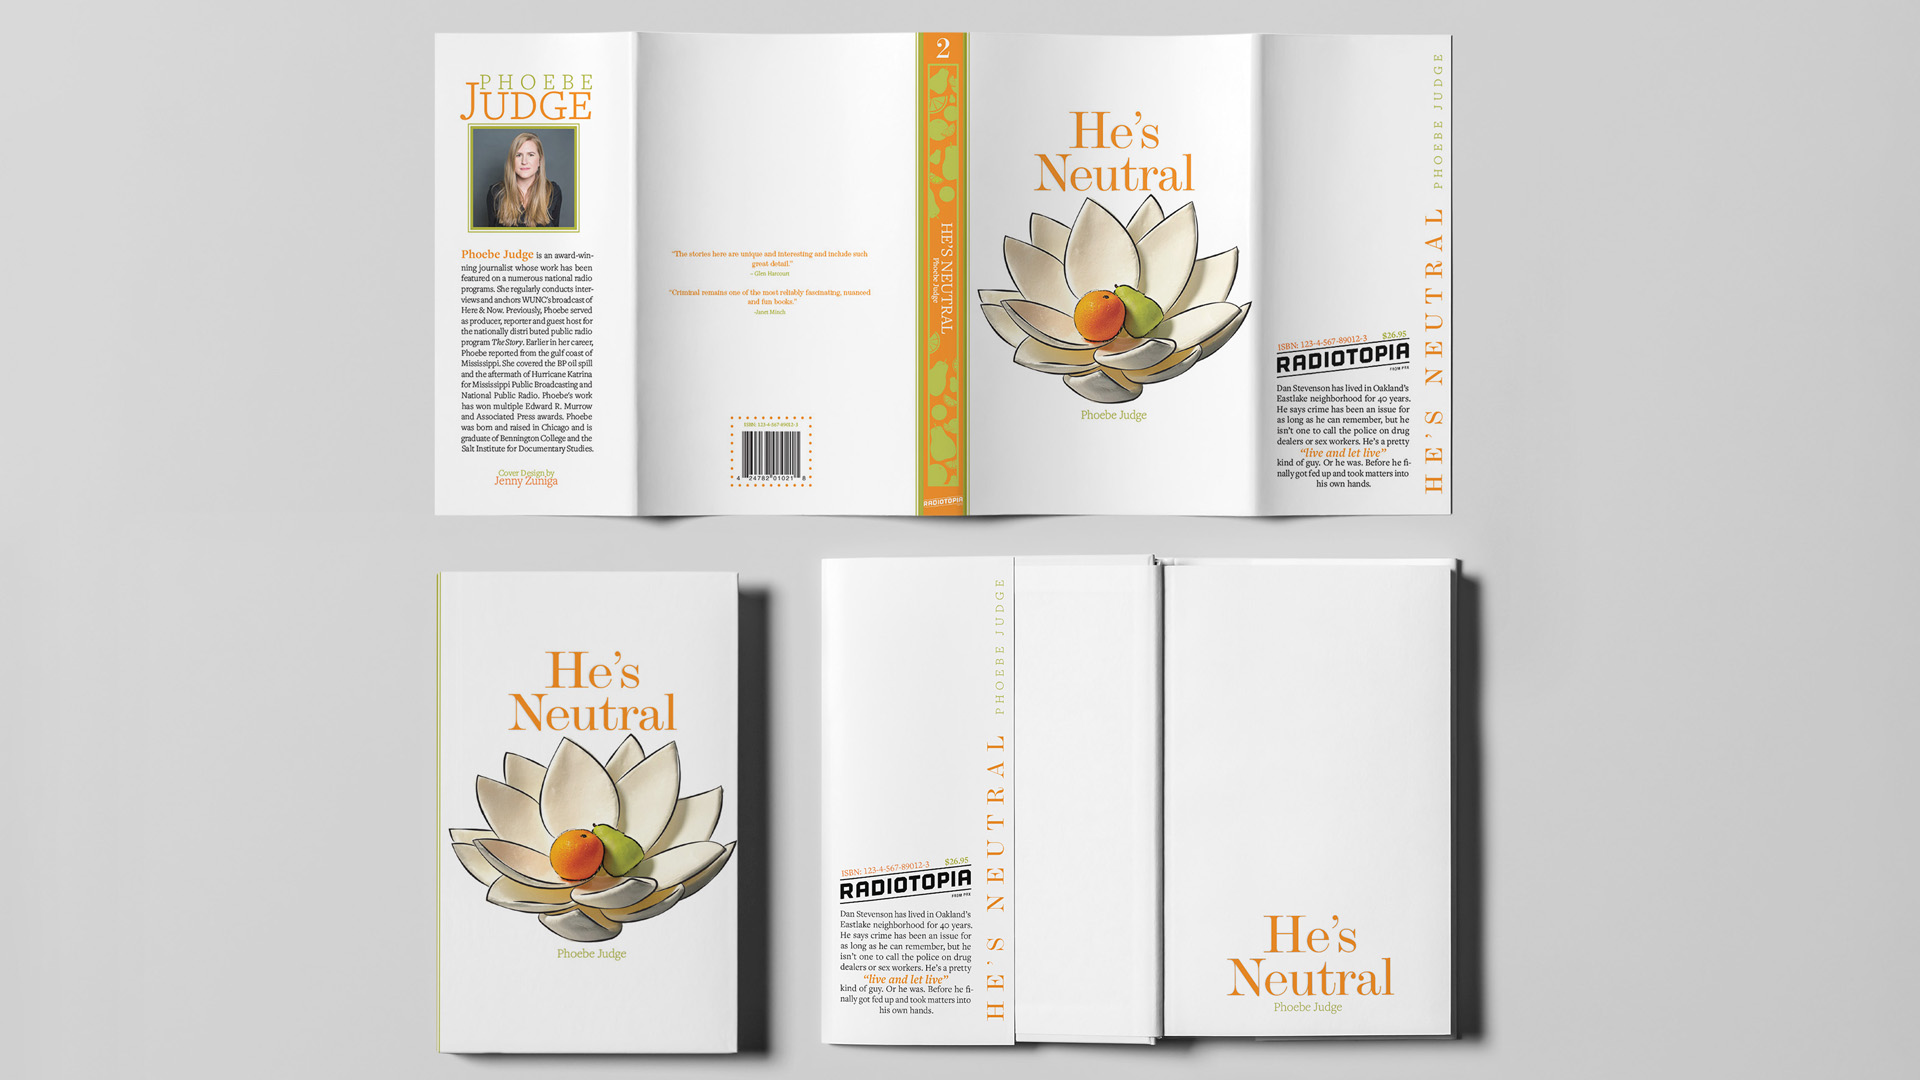 PHOEBE
JUDGE
Phoebe Judge is an award-win-
ning journalist whose work has been
featured on a numerous national radio
programs. She regularly conducts inter-
views and anchors WUNC's broadcast of
Here & Now. Previously, Phoebe served
as producer, reporter and guest host for
the nationally distri buted public radio
program The Story. Earlier in her career,
Phoebe reported from the gulf coast of
Mississippi. She covered the BP oil spill
and the aftermath of Hurricane Katrina
for Mississippi Public Broadcasting and
National Public Radio. Phoebe's work
has won multiple Edward R. Murrow
and Associated Press awards. Phoebe
was born and raised in Chicago and is
graduate of Bennington College and the
Salt Institute for Documentary Studies.
Cover Design by
Jenny Zuniga
"The stories here are unique and interesting and include such
great detail."
- Glen Harcourt
"Criminal remains one of the most reliably fascinating, nuanced
and fun books."
-Janet Minch
ISBN: 123-4-567-89012-3
4 24782 01021 8
2
HE'S NEUTRAL
Phoebe Judge
RADIOTOPIA
He's
Neutral
Phoebe Judge
ISBN: 123-4-567-89012-3 $26.95
RADIOTOPIA
FROM PRX
Dan Stevenson has lived in Oakland's
Eastlake neighborhood for 40 years.
He says crime has been an issue for
as long as he can remember, but he
isn't one to call the police on drug
dealers or sex workers. He's a pretty
"live and let live"
kind of guy. Or he was. Before he fi-
nally got fed up and took matters into
his own hands.
HE'S NEUTRAL PHOEBE JUDGE
He's
Neutral
Phoebe Judge
ISBN: 123-4-567-89012-3 $26.95
RADIOTOPIA
FROM PRX
Dan Stevenson has lived in Oakland's
Eastlake neighborhood for 40 years.
He says crime has been an issue for
as long as he can remember, but he
isn't one to call the police on drug
dealers or sex workers. He's a pretty
"live and let live"
kind of guy. Or he was. Before he fi-
nally got fed up and took matters into
his own hands.
HE'S NEUTRAL PHOEBE JUDGE
He's
Neutral
Phoebe Judge